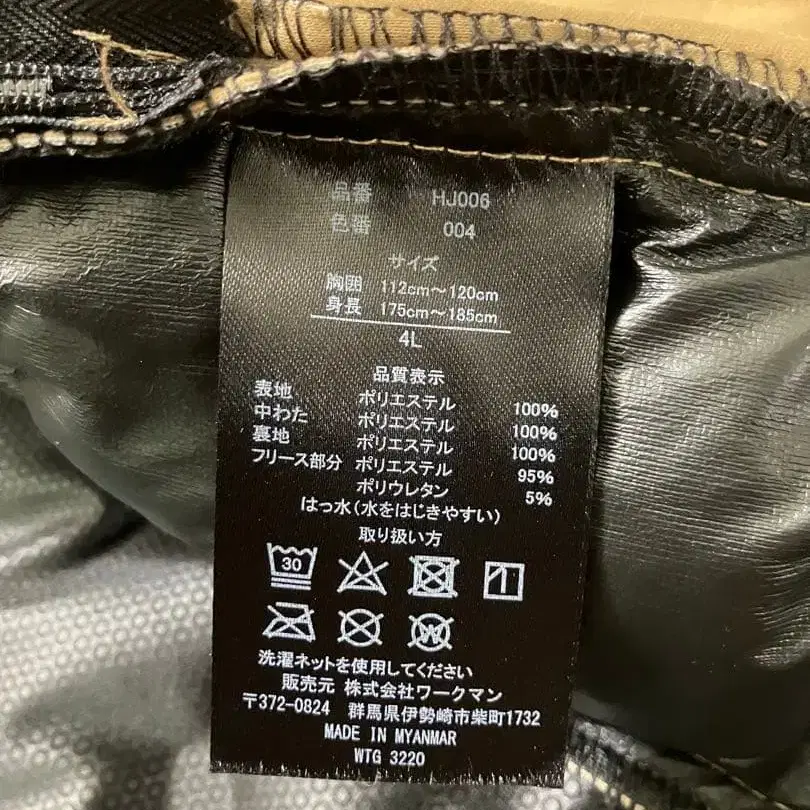 品番 HJ006
色番 004
サイズ
胸囲 112cm～120cm
身長 175cm～185cm
4L
品質表示
表地 ポリエステル 100%
中わた ポリエステル 100%
裏地 ポリエステル 100%
フリース部分 ポリエステル 95%
ポリウレタン 5%
はっ水(水をはじきやすい)
取り扱い方
30
W
洗濯ネットを使用してください
販売元 株式会社ワークマン
〒372-0824 群馬県伊勢崎市柴町1732
MADE IN MYANMAR
WTG 3220